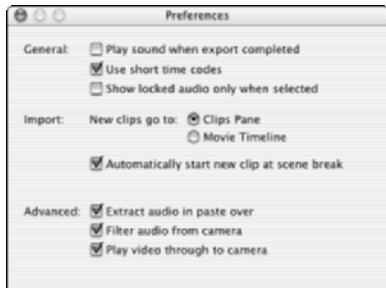 Preferences
General: Play sound when export completed
Use short time codes
Show locked audio only when selected
Import: New clips go to: Clips Pane
Movie Timeline
Automatically start new clip at scene break
Advanced: Extract audio in paste over
Filter audio from camera
Play video through to camera